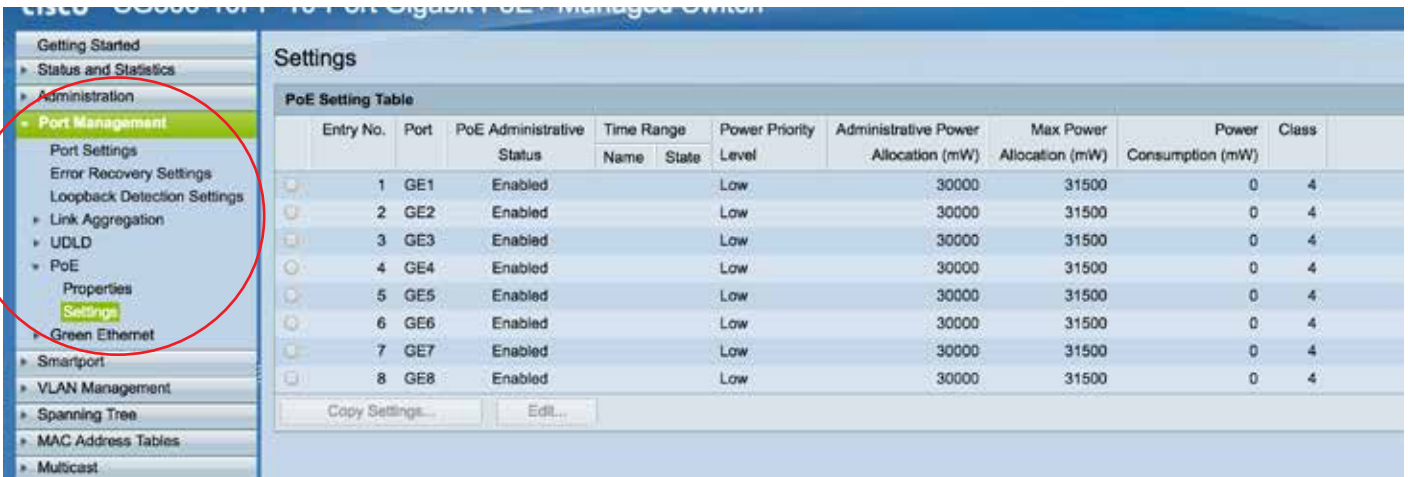 Getting Started
Status and Statistics
Administration
Port Management
Port Settings
Error Recovery Settings
Loopback Detection Settings
Link Aggregation
UDLD
PoE
Properties
Settings
Green Ethernet
Smartport
VLAN Management
Spanning Tree
MAC Address Tables
Multicast
Settings
PoE Setting Table
Entry No. Port PoE Administrative Status Time Range Name State Power Priority Level Administrative Power Allocation (mW) Max Power Allocation (mW) Power Consumption (mW) Class
1 GE1 Enabled Low 30000 31500 0 4
2 GE2 Enabled Low 30000 31500 0 4
3 GE3 Enabled Low 30000 31500 0 4
4 GE4 Enabled Low 30000 31500 0 4
5 GE5 Enabled Low 30000 31500 0 4
6 GE6 Enabled Low 30000 31500 0 4
7 GE7 Enabled Low 30000 31500 0 4
8 GE8 Enabled Low 30000 31500 0 4
Copy Settings... Edit...